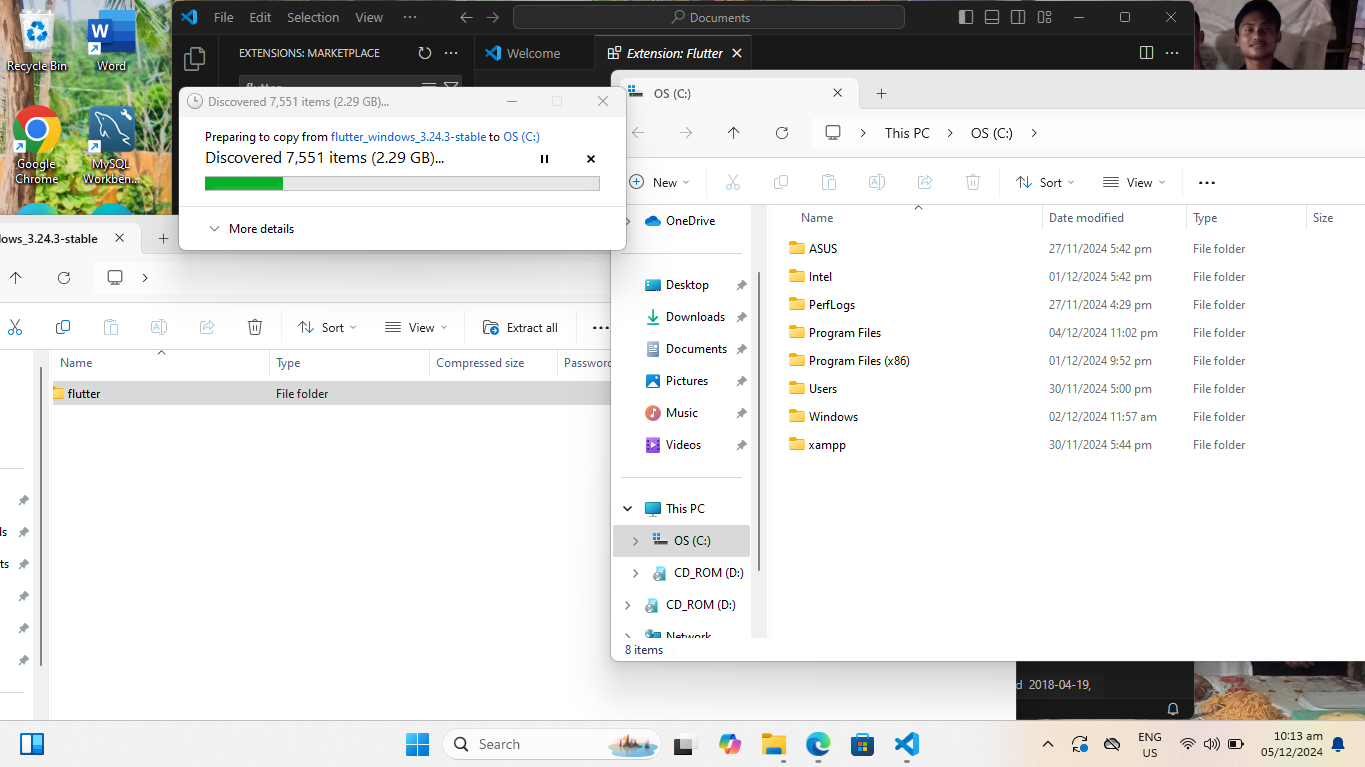 Recycle Bin
Word
Google Chrome
MySQL Workben...
File Edit Selection View ...
Documents
EXTENSIONS: MARKETPLACE
Welcome
Extension: Flutter
Discovered 7,551 items (2.29 GB)...
Preparing to copy from flutter_windows_3.24.3-stable to OS (C:)
Discovered 7,551 items (2.29 GB)...
More details
ows_3.24.3-stable
Sort
View
Extract all
Name Type Compressed size Password
flutter File folder
ls
ts
OS (C:)
This PC > OS (C:) >
New
Sort
View
OneDrive
Desktop
Downloads
Documents
Pictures
Music
Videos
This PC
OS (C:)
CD_ROM (D:)
CD_ROM (D:)
Network
Name Date modified Type Size
ASUS 27/11/2024 5:42 pm File folder
Intel 01/12/2024 5:42 pm File folder
PerfLogs 27/11/2024 4:29 pm File folder
Program Files 04/12/2024 11:02 pm File folder
Program Files (x86) 01/12/2024 9:52 pm File folder
Users 30/11/2024 5:00 pm File folder
Windows 02/12/2024 11:57 am File folder
xampp 30/11/2024 5:44 pm File folder
8 items
d 2018-04-19,
Search
ENG
US
10:13 am
05/12/2024